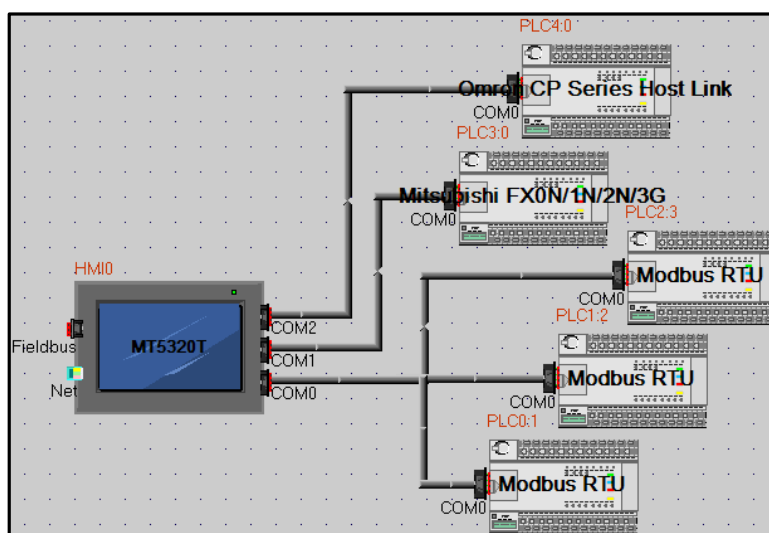 PLC4:0
Omron CP Series Host Link
COM0
PLC3:0
Mitsubishi FX0N/1N/2N/3G
COM0
PLC2:3
Modbus RTU
COM0
HMI0
COM2
Fieldbus
MT5320T
COM1
Net
COM0
PLC1:2
Modbus RTU
COM0
PLC0:1
Modbus RTU
COM0